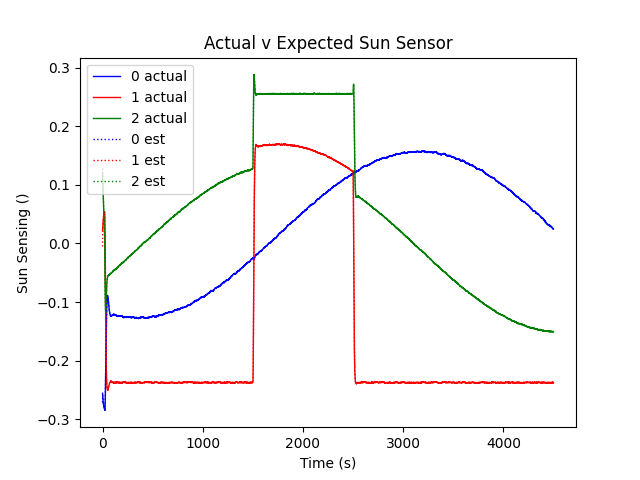 Actual v Expected Sun Sensor
0.3
0.2
0.1
0.0
−0.1
−0.2
−0.3
Sun Sensing ()
0 actual
1 actual
2 actual
0 est
1 est
2 est
0
1000
2000
3000
4000
Time (s)